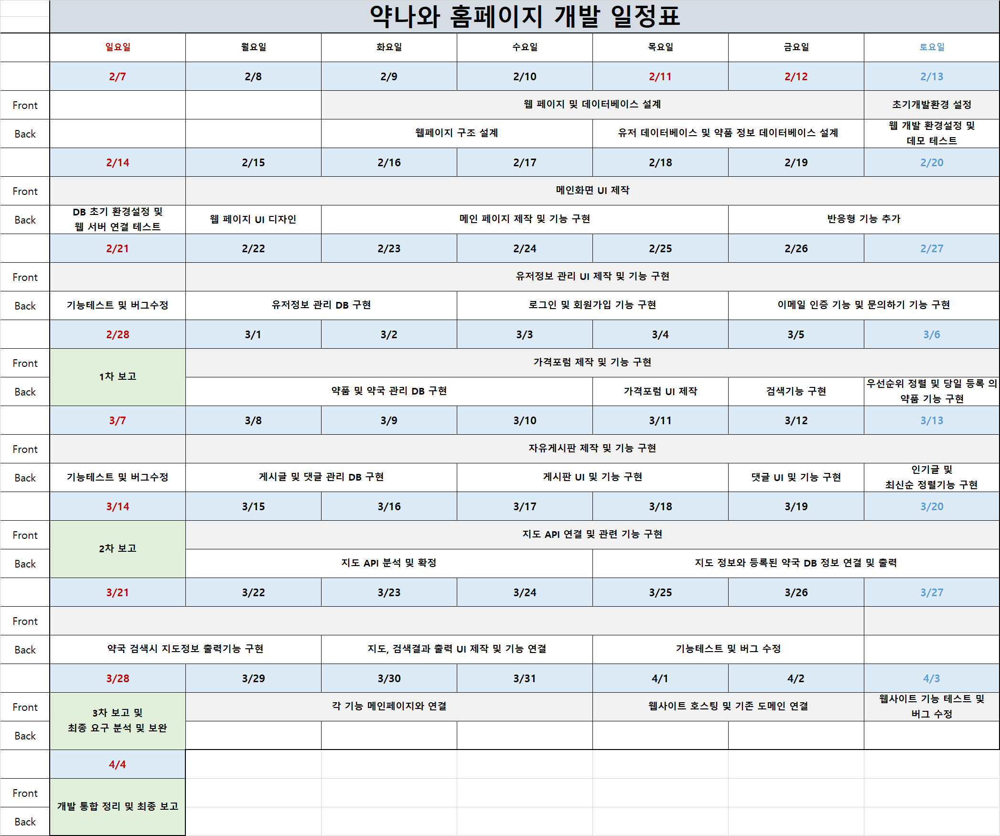 약나와 홈페이지 개발 일정표
일요일 월요일 화요일 수요일 목요일 금요일 토요일
2/7 2/8 2/9 2/10 2/11 2/12 2/13
Front 웹 페이지 및 데이터베이스 설계 초기개발환경 설정
Back 웹페이지 구조 설계 유저 데이터베이스 및 약품 정보 데이터베이스 설계 웹 개발 환경설정 및
데모 테스트
2/14 2/15 2/16 2/17 2/18 2/19 2/20
Front 메인화면 UI 제작
Back DB 초기 환경설정 및
웹 서버 연결 테스트
웹 페이지 UI 디자인 메인 페이지 제작 및 기능 구현 반응형 기능 추가
2/21 2/22 2/23 2/24 2/25 2/26 2/27
Front 유저정보 관리 UI 제작 및 기능 구현
Back 기능테스트 및 버그수정 유저정보 관리 DB 구현 로그인 및 회원가입 기능 구현 이메일 인증 기능 및 문의하기 기능 구현
2/28 3/1 3/2 3/3 3/4 3/5 3/6
Front 가격포럼 제작 및 기능 구현
1차 보고
Back 약품 및 약국 관리 DB 구현 가격포럼 UI 제작 검색기능 구현 우선순위 정렬 및 당일 등록 의
약품 기능 구현
3/7 3/8 3/9 3/10 3/11 3/12 3/13
Front 자유게시판 제작 및 기능 구현
Back 기능테스트 및 버그수정 게시글 및 댓글 관리 DB 구현 게시판 UI 및 기능 구현 댓글 UI 및 기능 구현 인기글 및
최신순 정렬기능 구현
3/14 3/15 3/16 3/17 3/18 3/19 3/20
Front 지도 API 연결 및 관련 기능 구현
2차 보고
Back 지도 API 분석 및 확정 지도 정보와 등록된 약국 DB 정보 연결 및 출력
3/21 3/22 3/23 3/24 3/25 3/26 3/27
Front
Back 약국 검색시 지도정보 출력기능 구현 지도, 검색결과 출력 UI 제작 및 기능 연결 기능테스트 및 버그 수정
3/28 3/29 3/30 3/31 4/1 4/2 4/3
Front 각 기능 메인페이지와 연결 웹사이트 호스팅 및 기존 도메인 연결 웹사이트 기능 테스트 및
버그 수정
3차 보고 및
최종 요구 분석 및 보완
Back
4/4
Front
개발 통합 정리 및 최종 보고
Back